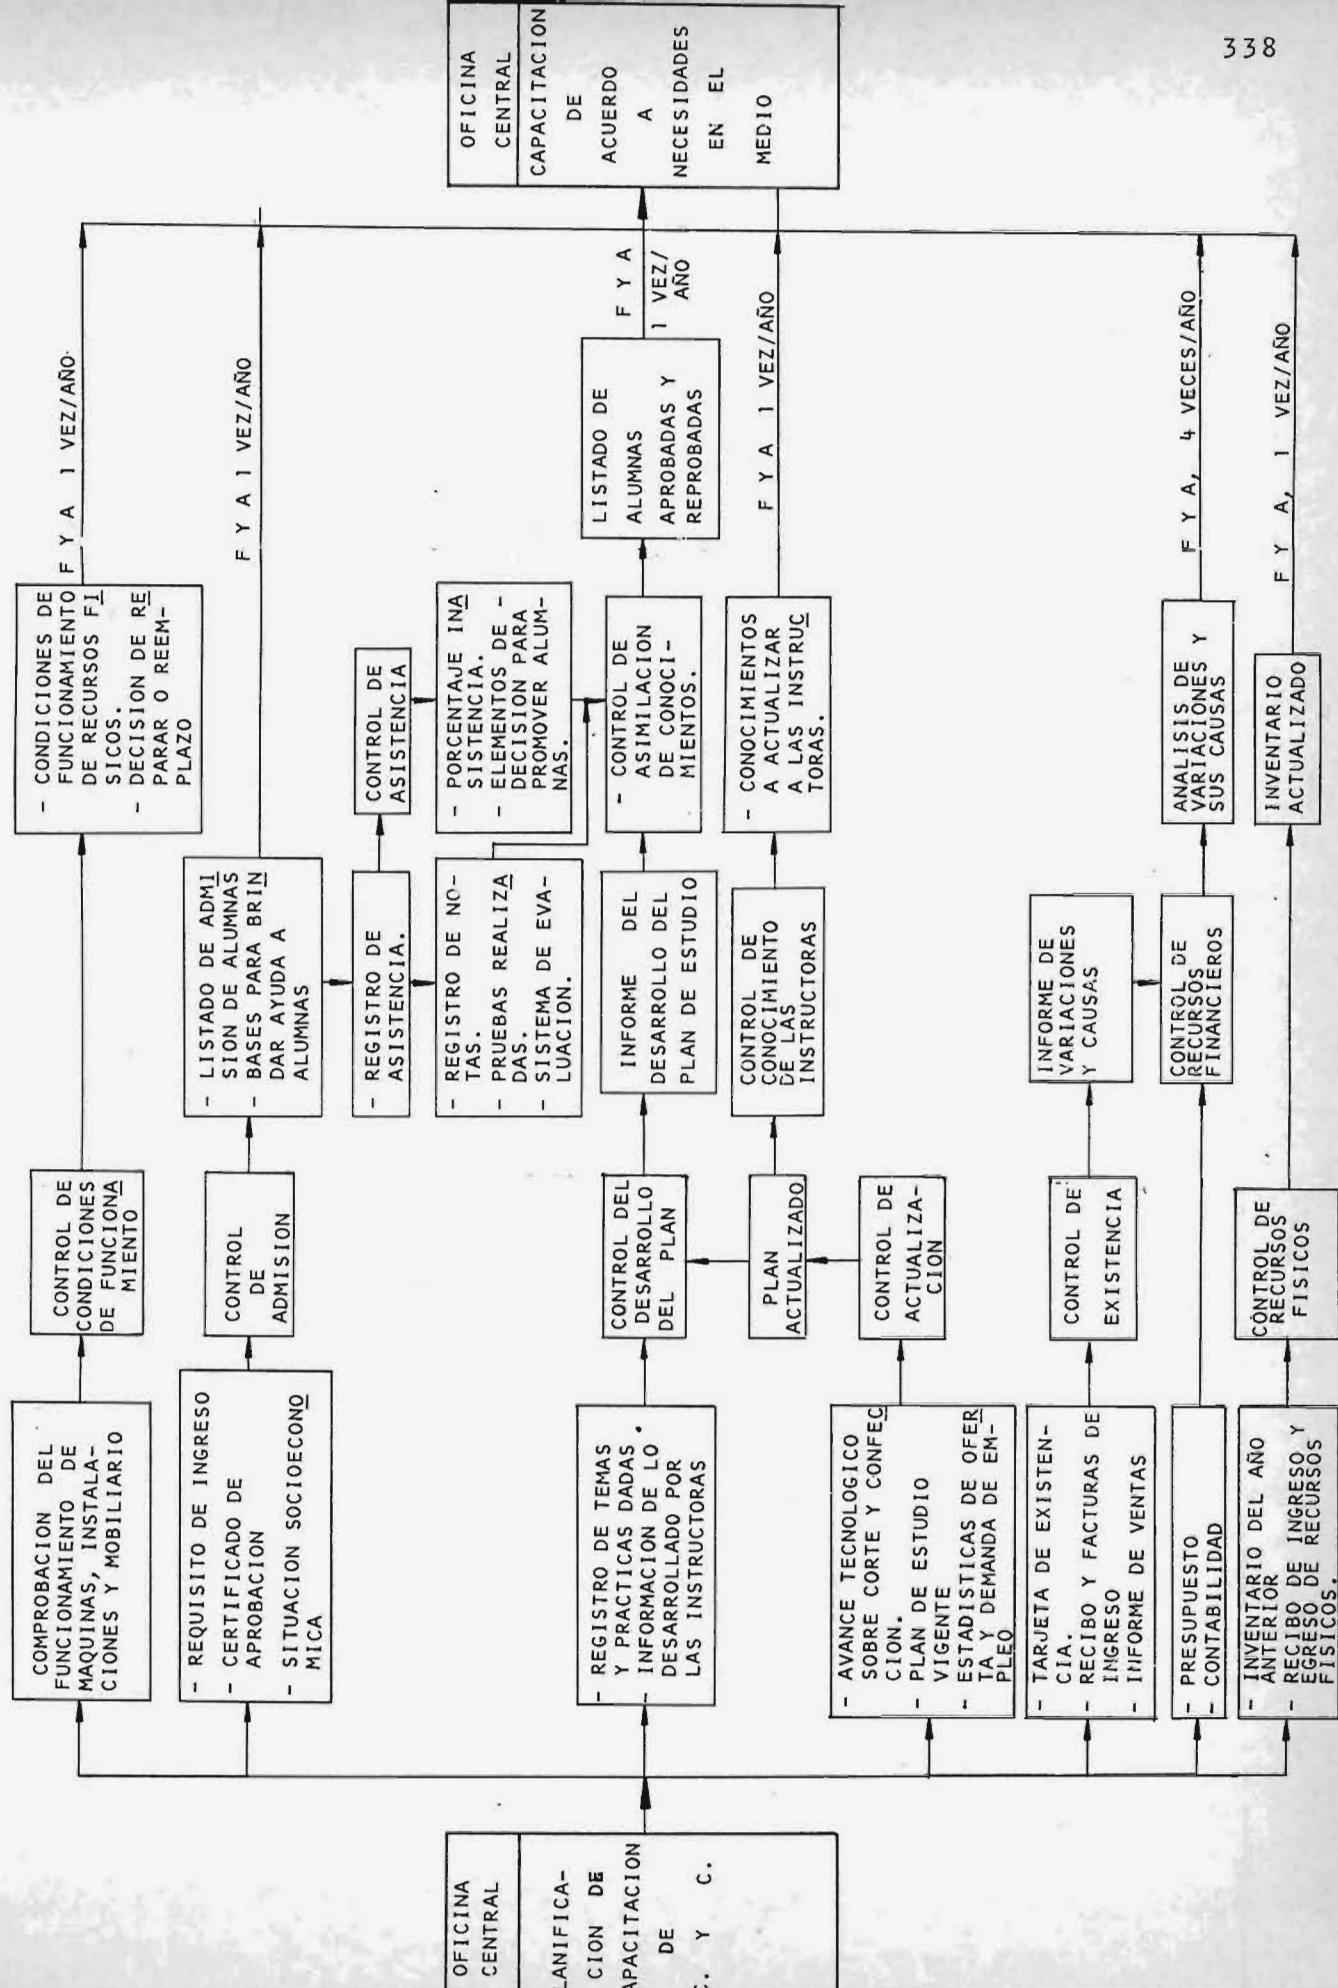 338
OFICINA
CENTRAL
LANIFICA-
CION DE
APACITACION
DE
C. Y C.
COMPROBACION DEL
FUNCIONAMIENTO DE
MAQUINAS, INSTALA-
CIONES Y MOBILIARIO
CONTROL DE
CONDICIONES
DE FUNCIONA
MIENTO
- CONDICIONES DE
FUNCIONAMIENTO
DE RECURSOS FI
SICOS.
- DECISION DE RE
PARAR O REEM-
PLAZO
F Y A 1 VEZ/AÑO
- REQUISITO DE INGRESO
- CERTIFICADO DE
APROBACION
- SITUACION SOCIOECONO
MICA
CONTROL
DE
ADMISION
- LISTADO DE ADMI
SION DE ALUMNAS
- BASES PARA BRIN
DAR AYUDA A
ALUMNAS
F Y A 1 VEZ/AÑO
- REGISTRO DE
ASISTENCIA.
CONTROL DE
ASISTENCIA
- REGISTRO DE NO-
TAS.
- PRUEBAS REALIZA
DAS.
- SISTEMA DE EVA-
LUACION.
- PORCENTAJE INA
SISTENCIA.
- ELEMENTOS DE -
DECISION PARA
PROMOVER ALUM-
NAS.
- REGISTRO DE TEMAS
Y PRACTICAS DADAS.
- INFORMACION DE LO
DESARROLLADO POR
LAS INSTRUCTORAS
CONTROL DEL
DESARROLLO
DEL PLAN
INFORME DEL
DESARROLLO DEL
PLAN DE ESTUDIO
- CONTROL DE
ASIMILACION
DE CONOCI-
MIENTOS.
LISTADO DE
ALUMNAS
APROBADAS Y
REPROBADAS
F Y A
1 VEZ/
AÑO
PLAN
ACTUALIZADO
CONTROL DE
CONOCIMIENTO
DE LAS
INSTRUCTORAS
- CONOCIMIENTOS
A ACTUALIZAR
A LAS INSTRUC
TORAS.
F Y A 1 VEZ/AÑO
- AVANCE TECNOLOGICO
SOBRE CORTE Y CONFEC
CION.
- PLAN DE ESTUDIO
VIGENTE
- ESTADISTICAS DE OFER
TA Y DEMANDA DE EM-
PLEO
CONTROL DE
ACTUALIZA-
CION
- TARJETA DE EXISTEN-
CIA.
- RECIBO Y FACTURAS DE
INGRESO
- INFORME DE VENTAS
CONTROL DE
EXISTENCIA
INFORME DE
VARIACIONES
Y CAUSAS
- PRESUPUESTO
- CONTABILIDAD
CONTROL DE
RECURSOS
FINANCIEROS
ANALISIS DE
VARIACIONES Y
SUS CAUSAS
F Y A, 4 VECES/AÑO
- INVENTARIO DEL AÑO
ANTERIOR
- RECIBO DE INGRESO Y
EGRESO DE RECURSOS
FISICOS.
CONTROL DE
RECURSOS
FISICOS
INVENTARIO
ACTUALIZADO
F Y A, 1 VEZ/AÑO
OFICINA
CENTRAL
CAPACITACION
DE
ACUERDO
A
NECESIDADES
EN EL
MEDIO